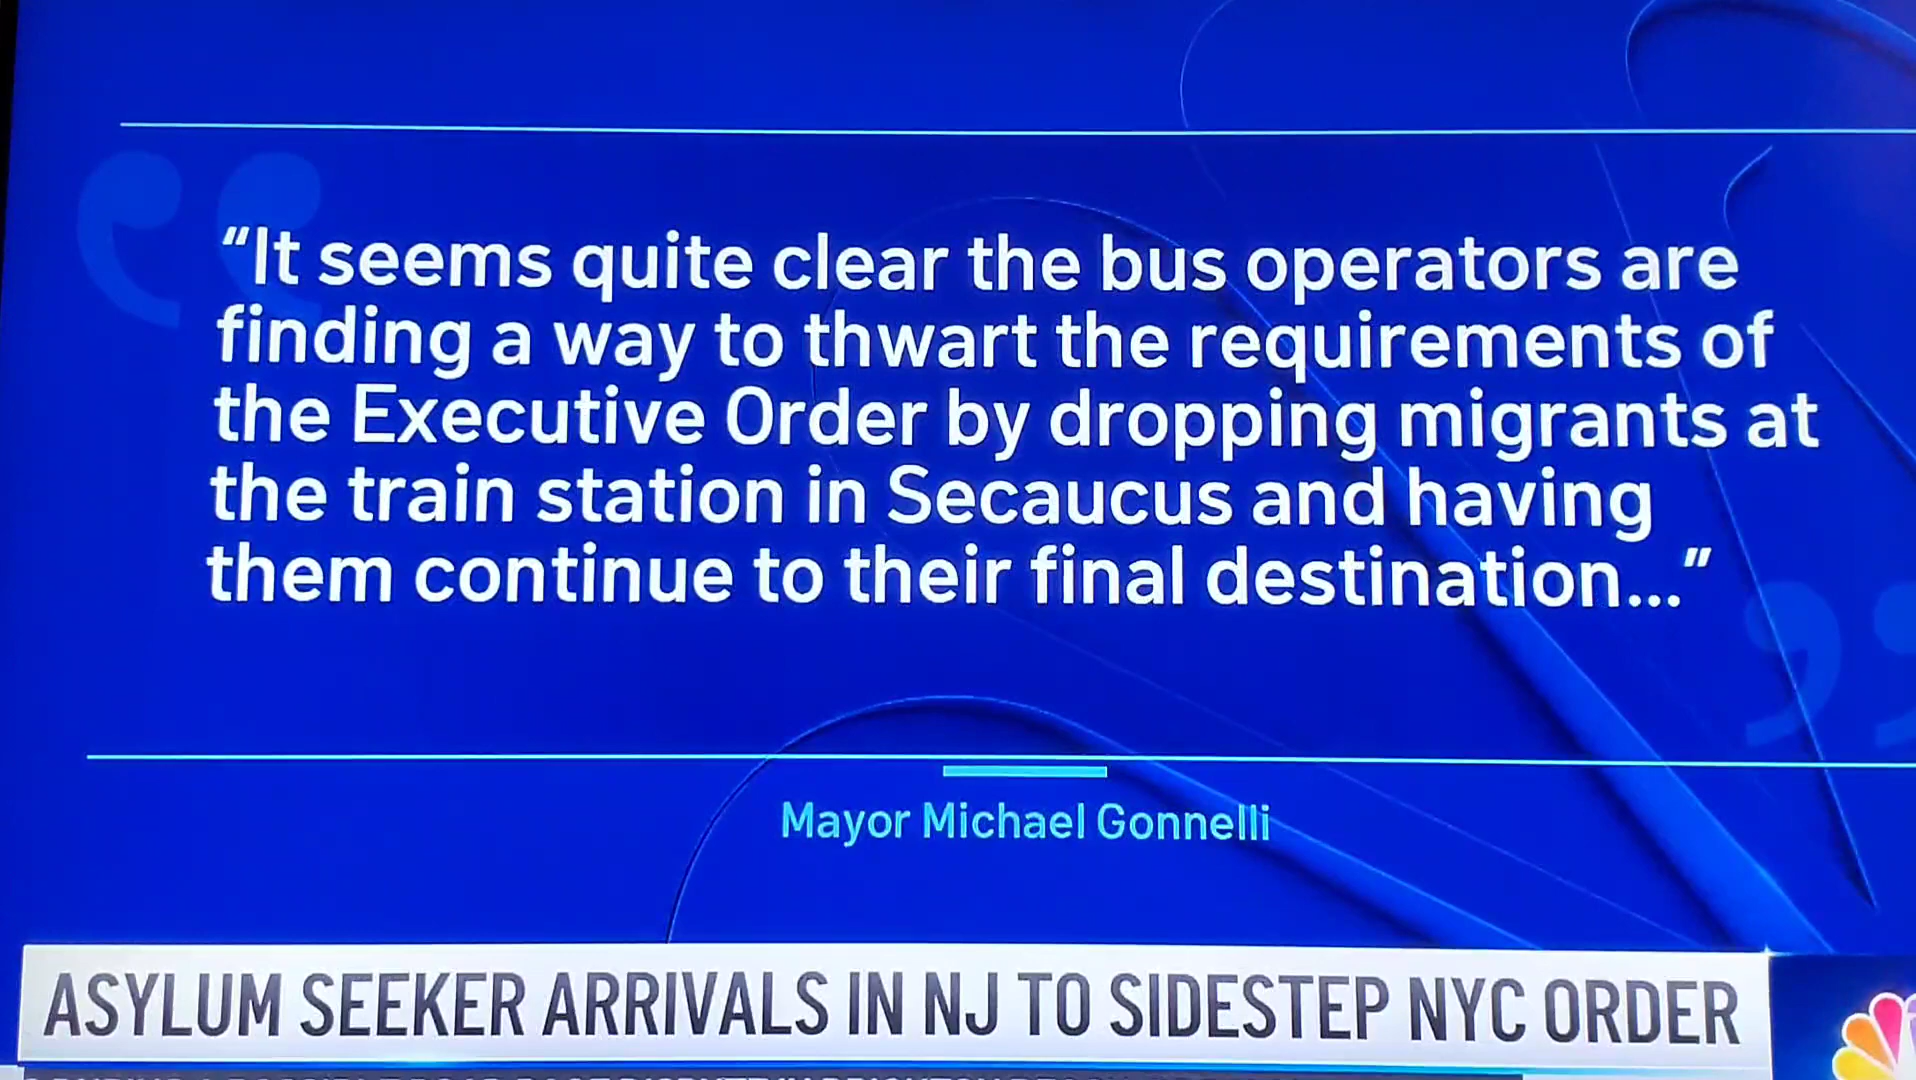 “It seems quite clear the bus operators are
finding a way to thwart the requirements of
the Executive Order by dropping migrants at
the train station in Secaucus and having
them continue to their final destination...”
Mayor Michael Gonnelli
ASYLUM SEEKER ARRIVALS IN NJ TO SIDESTEP NYC ORDER